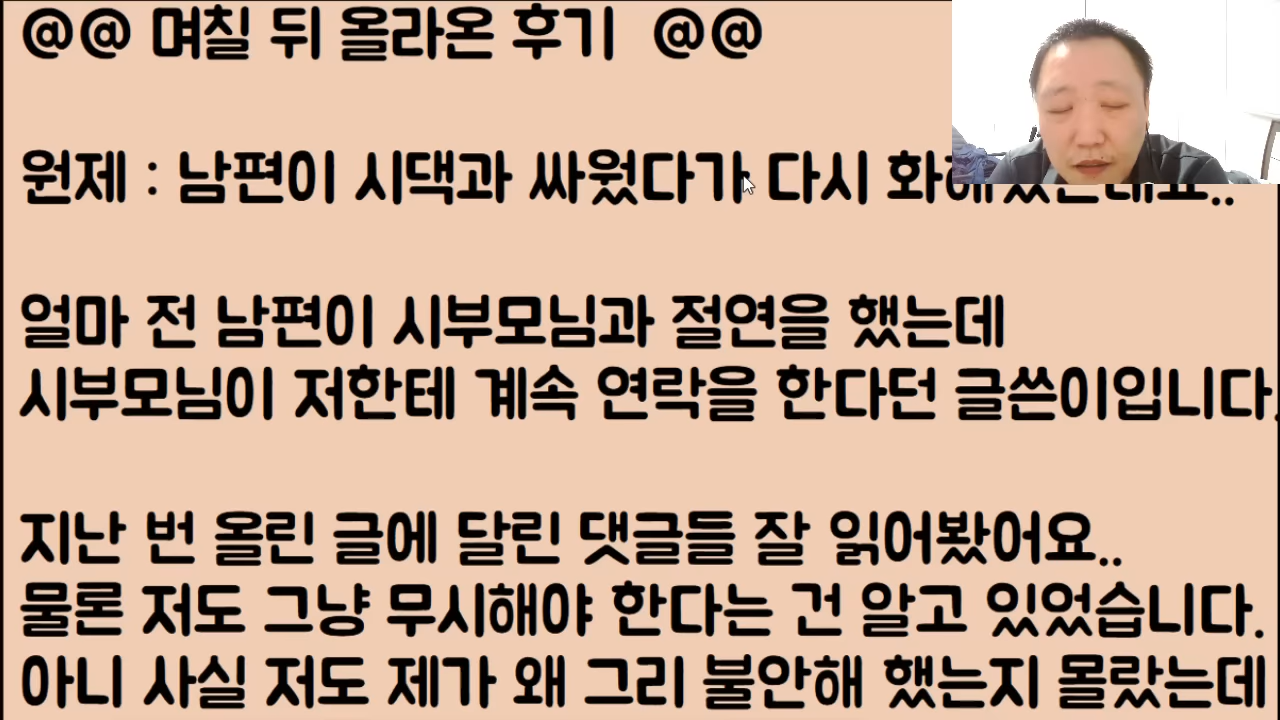 @@ 며칠 뒤 올라온 후기 @@
원제 : 남편이 시댁과 싸웠다가 다시
얼마 전 남편이 시부모님과 절연을 했는데
시부모님이 저한테 계속 연락을 한다던 글쓴이입니다.
지난 번 올린 글에 달린 댓글들 잘 읽어봤어요..
물론 저도 그냥 무시해야 한다는 건 알고 있었습니다.
아니 사실 저도 제가 왜 그리 불안해 했는지 몰랐는데